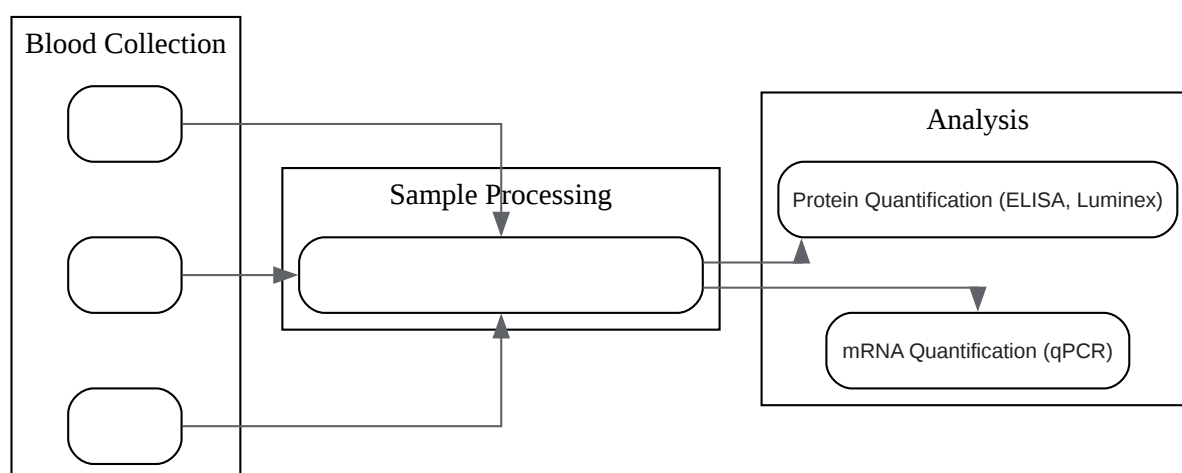 Blood Collection
Sample Processing
Analysis
Protein Quantification (ELISA, Luminex)
mRNA Quantification (qPCR)